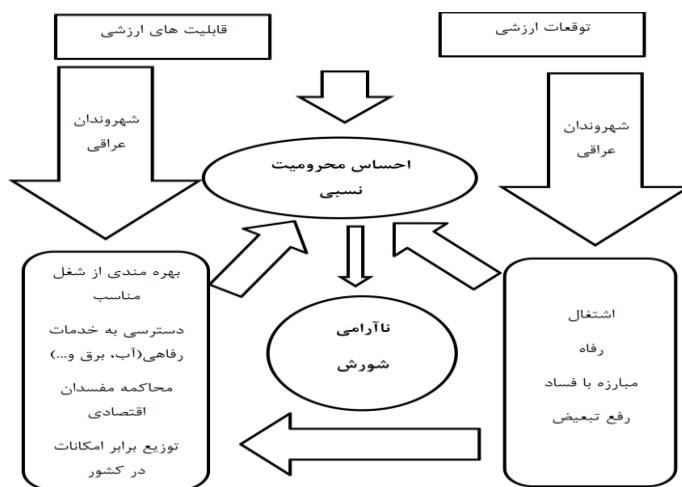 توقعات ارزشی
قابلیت های ارزشی
شهروندان
عراقی
شهروندان
عراقی
احساس محرومیت
نسبی
ناآرامی
شورش
اشتغال
رفاه
مبارزه با فساد
رفع تبعیض
بهره مندی از شغل
مناسب
دسترسی به خدمات
رفاهی(آب، برق و...)
محاکمه مفسدان
اقتصادی
توزیع برابر امکانات
در کشور